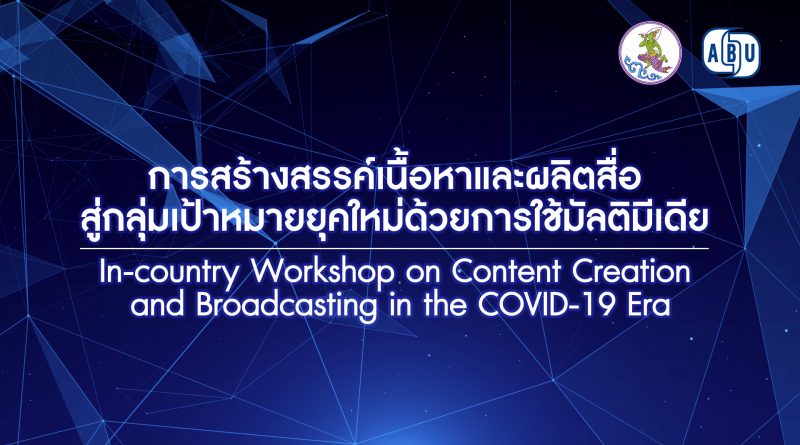 ABU
การสร้างสรรค์เนื้อหาและผลิตสื่อ
สู่กลุ่มเป้าหมายยุคใหม่ด้วยการใช้มัลติมีเดีย
In-country Workshop on Content Creation
and Broadcasting in the COVID-19 Era